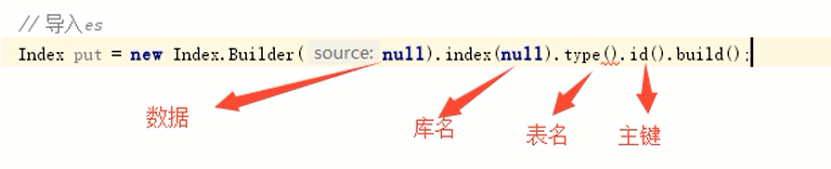 // 导入es
Index put = new Index.Builder( source: null).index(null).type().id().build();
数据
库名
表名
主键